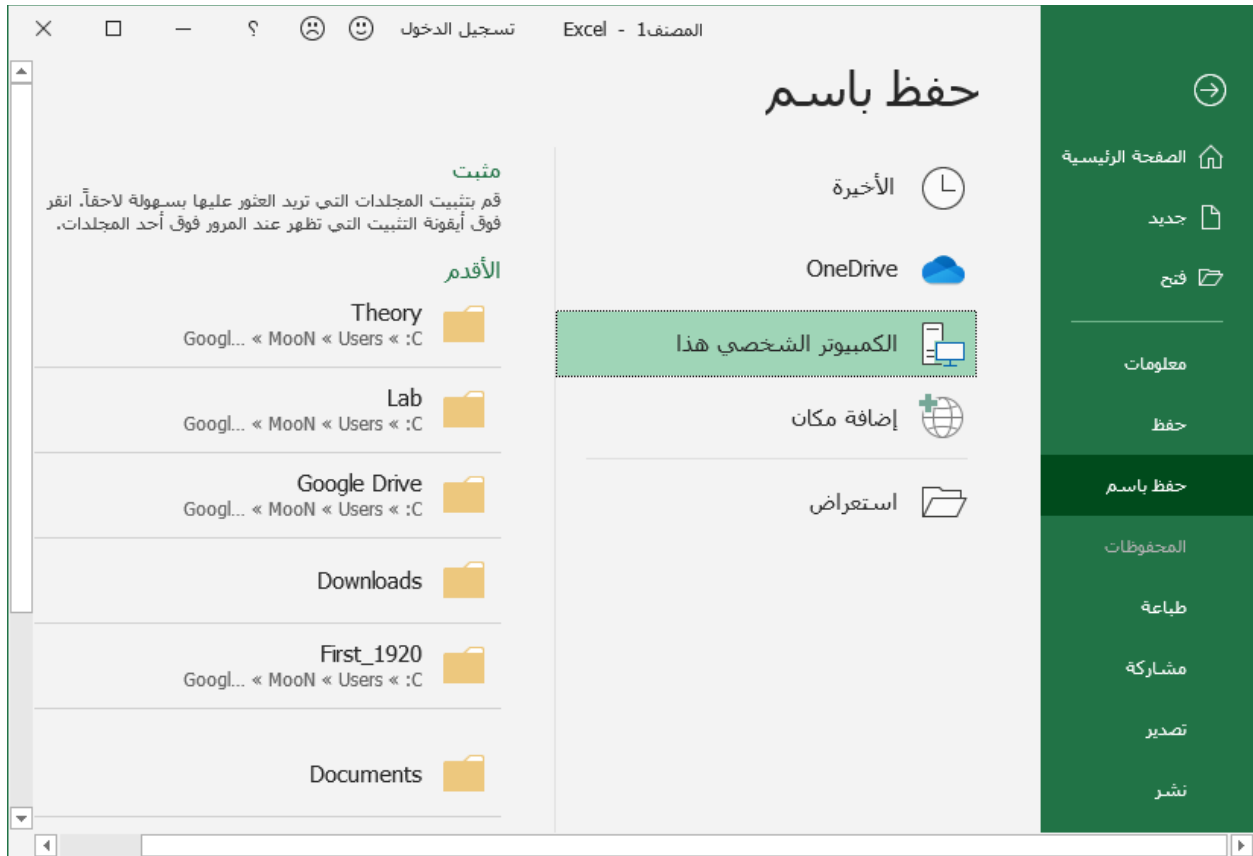 المصنف1 - Excel
تسجيل الدخول
؟
الصفحة الرئيسية
جديد
فتح
معلومات
حفظ
حفظ باسم
المحفوظات
طباعة
مشاركة
تصدير
نشر
حفظ باسم
الأخيرة
OneDrive
الكمبيوتر الشخصي هذا
إضافة مكان
استعراض
مثبت
قم بتثبيت المجلدات التي تريد العثور عليها بسهولة لاحقاً. انقر
فوق أيقونة التثبيت التي تظهر عند المرور فوق أحد المجلدات.
الأقدم
Theory
Googl... « MooN « Users « :C
Lab
Googl... « MooN « Users « :C
Google Drive
Googl... « MooN « Users « :C
Downloads
First_1920
Googl... « MooN « Users « :C
Documents